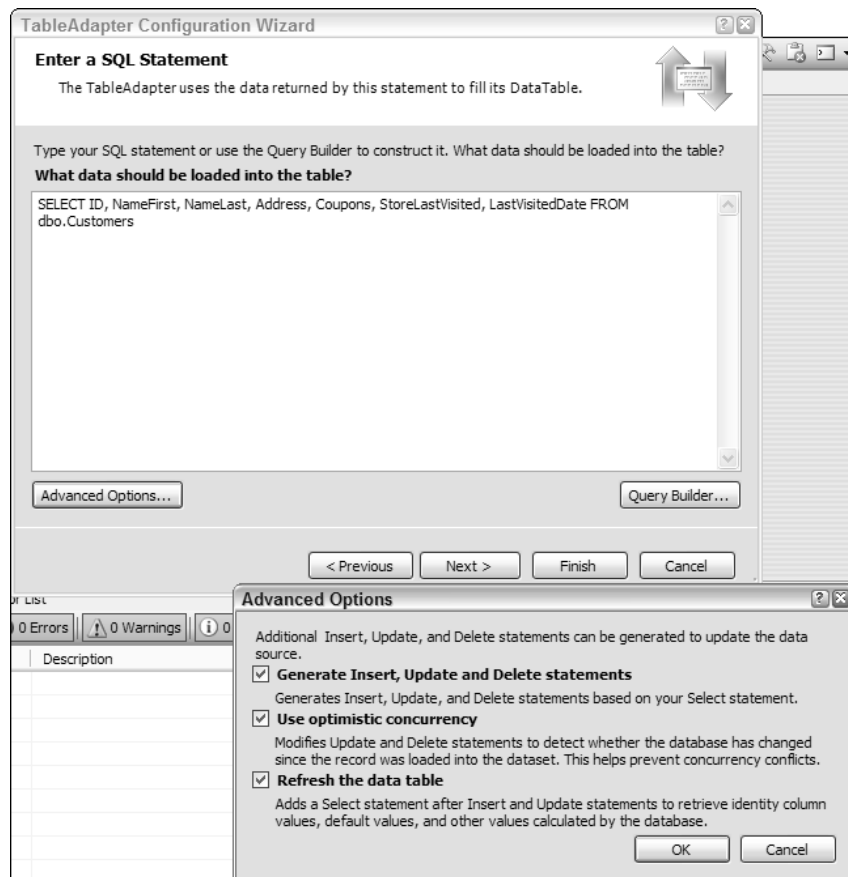 TableAdapter Configuration Wizard
Enter a SQL Statement
The TableAdapter uses the data returned by this statement to fill its DataTable.
Type your SQL statement or use the Query Builder to construct it. What data should be loaded into the table?
What data should be loaded into the table?
SELECT ID, NameFirst, NameLast, Address, Coupons, StoreLastVisited, LastVisitedDate FROM
dbo.Customers
Advanced Options...
Query Builder...
< Previous
Next >
Finish
Cancel
List
0 Errors
0 Warnings
0
Description
Advanced Options
Additional Insert, Update, and Delete statements can be generated to update the data
source.
Generate Insert, Update and Delete statements
Generates Insert, Update, and Delete statements based on your Select statement.
Use optimistic concurrency
Modifies Update and Delete statements to detect whether the database has changed
since the record was loaded into the dataset. This helps prevent concurrency conflicts.
Refresh the data table
Adds a Select statement after Insert and Update statements to retrieve identity column
values, default values, and other values calculated by the database.
OK
Cancel